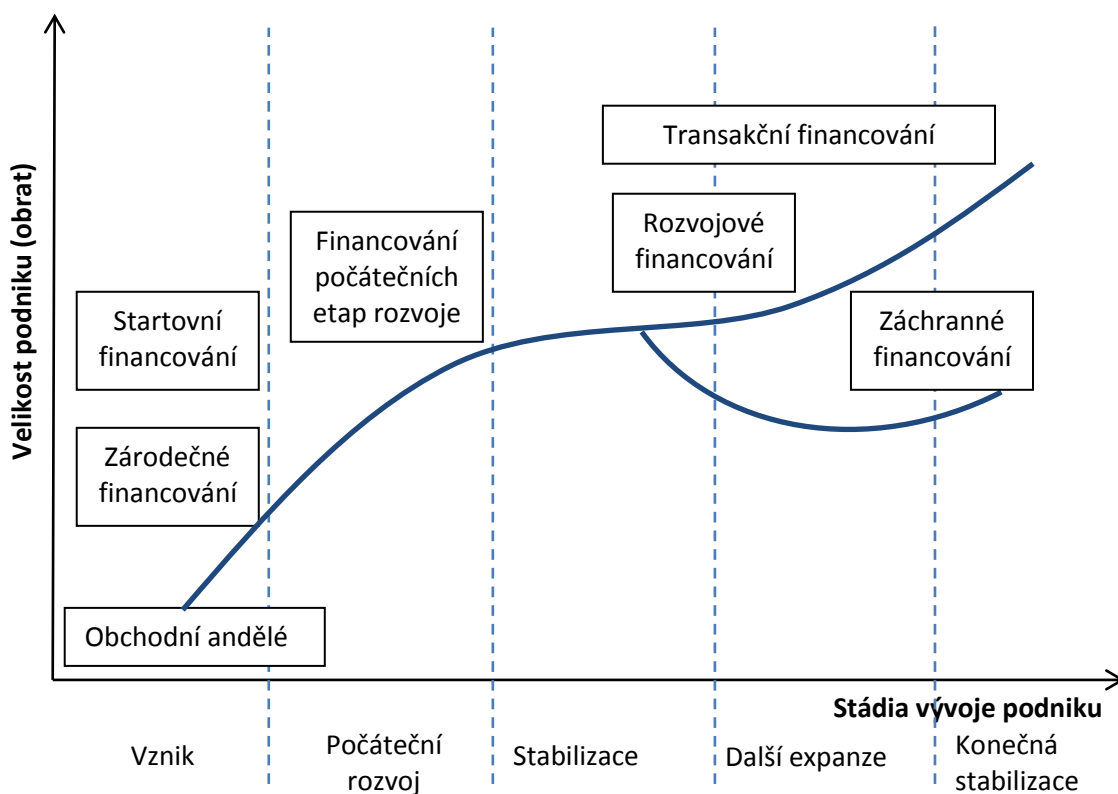 Velikost podniku (obrat)
Transakční financování
Rozvojové
financování
Financování
počátečních
etap rozvoje
Startovní
financování
Záchranné
financování
Zárodečné
financování
Obchodní andělé
Stádia vývoje podniku
Vznik
Počáteční
rozvoj
Stabilizace
Další expanze
Konečná
stabilizace